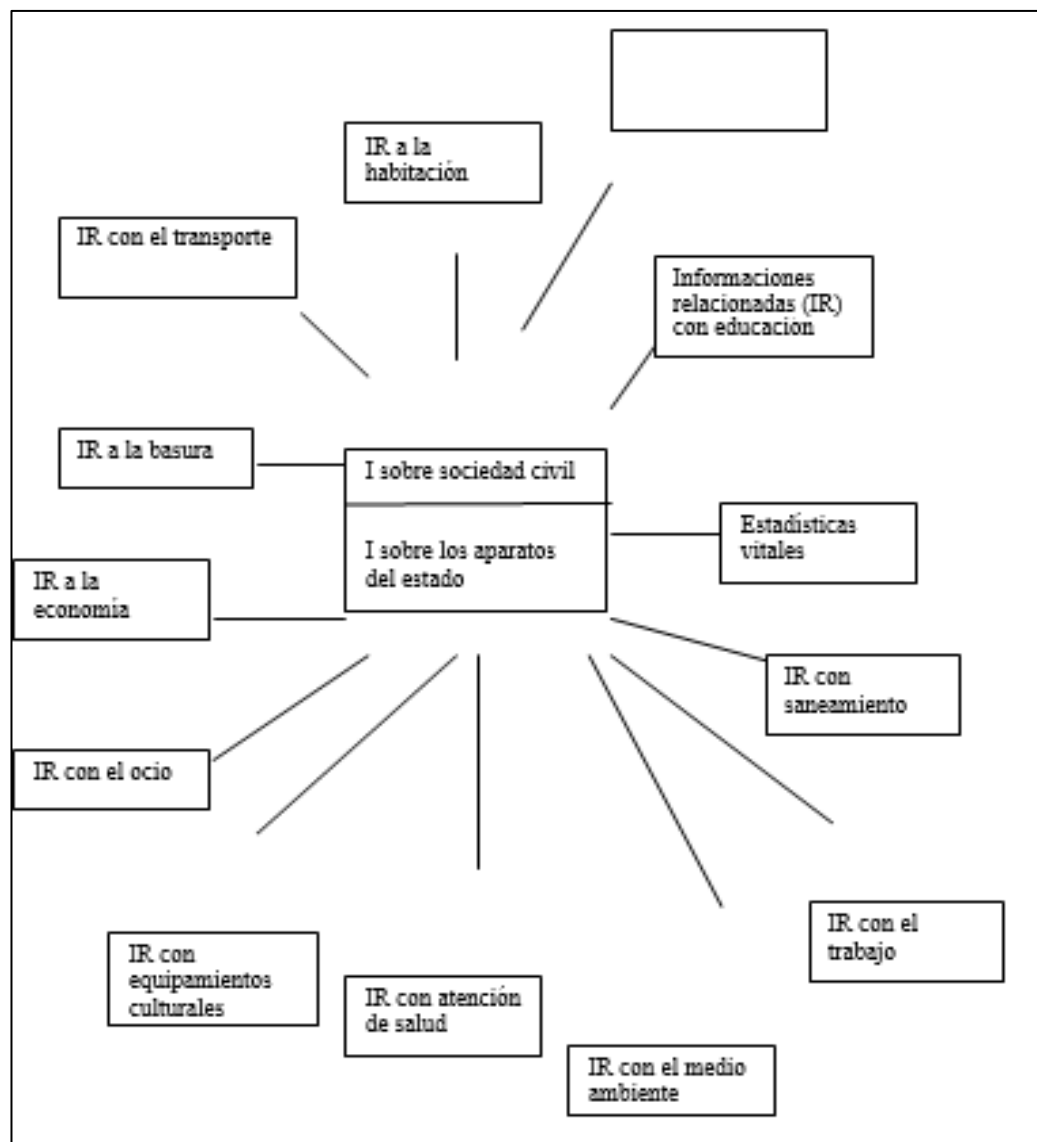 IR a la
habitación
IR con el transporte
Informaciones
relacionadas (IR)
con educacion
IR a la basura
I sobre sociedad civil
I sobre los aparatos
del estado
Estadísticas
vitales
IR a la
economía
IR con
saneamiento
IR con el ocio
IR con el
trabajo
IR con
equipamientos
culturales
IR con atención
de salud
IR con el medio
ambiente